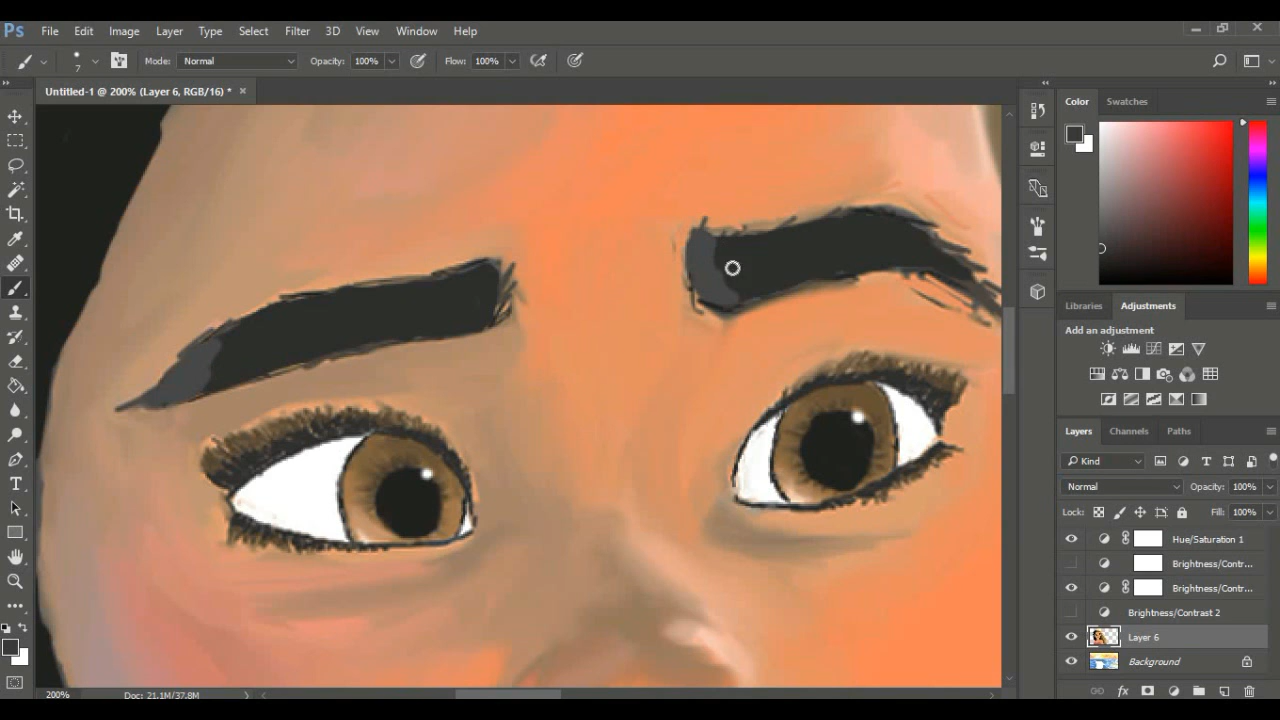 Ps File Edit Image Layer Type Select Filter 3D View Window Help
7 Mode: Normal Opacity: 100% Flow: 100%
Untitled-1 @ 200% (Layer 6, RGB/16) * ×
Color Swatches
Libraries Adjustments
Add an adjustment
Layers Channels Paths
Kind
Normal Opacity: 100%
Lock: Fill: 100%
Hue/Saturation 1
Brightness/Contr...
Brightness/Contr...
Brightness/Contrast 2
Layer 6
Background
200% Doc: 21.1M/37.8M